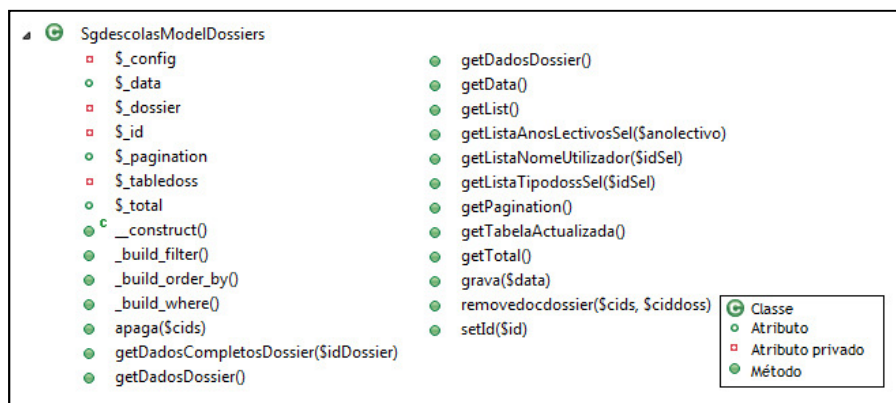 SgdescolasModelDossiers
$_config
$_data
$_dossier
$_id
$_pagination
$_tabledoss
$_total
c __construct()
_build_filter()
_build_order_by()
_build_where()
apaga($cids)
getDadosCompletosDossier($idDossier)
getDadosDossier()
getDadosDossier()
getData()
getList()
getListaAnosLectivosSel($anolectivo)
getListaNomeUtilizador($idSel)
getListaTipodossSel($idSel)
getPagination()
getTabelaActualizada()
getTotal()
grava($data)
removedocdossier($cids, $ciddoss)
setId($id)
C Classe
Atributo
Atributo privado
Método